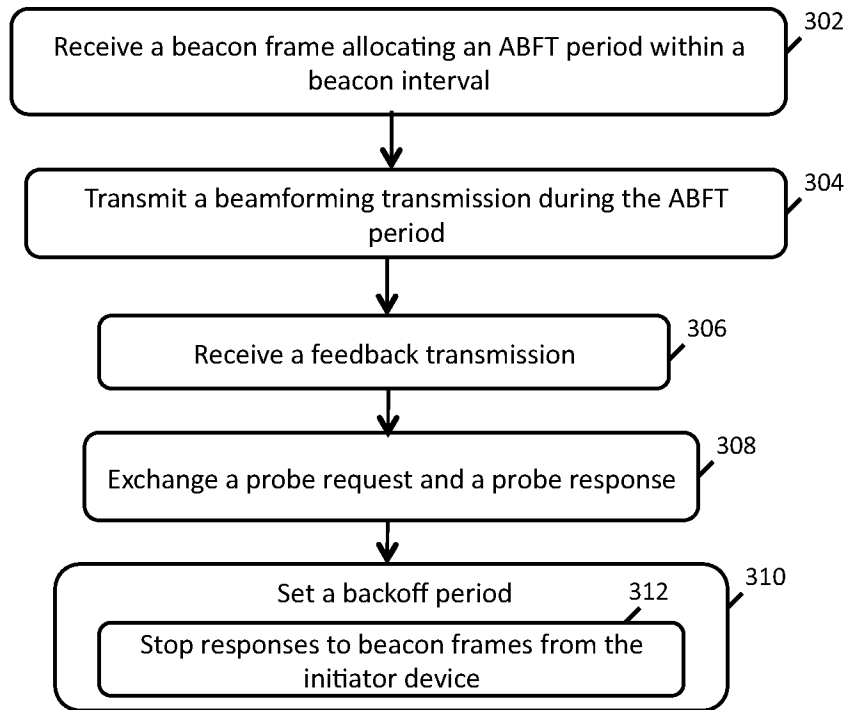 302
Receive a beacon frame allocating an ABFT period within a
beacon interval
304
Transmit a beamforming transmission during the ABFT
period
306
Receive a feedback transmission
308
Exchange a probe request and a probe response
310
Set a backoff period
312
Stop responses to beacon frames from the
initiator device